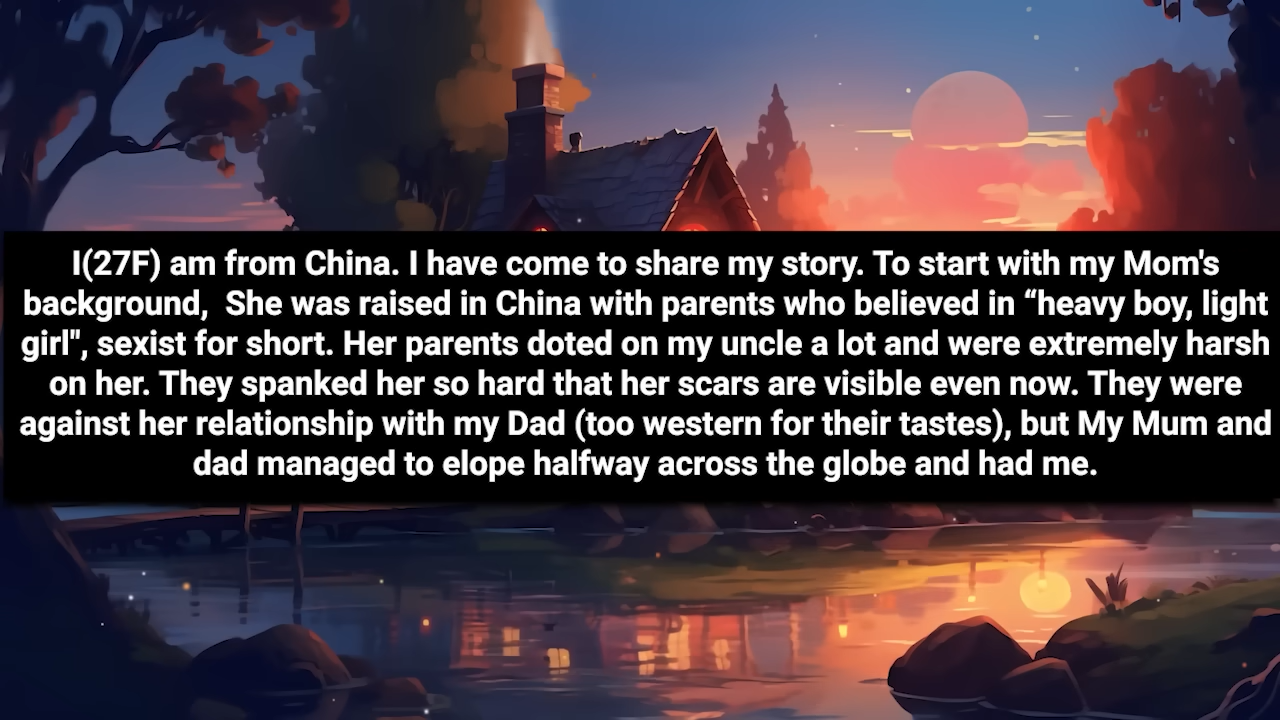 I(27F) am from China. I have come to share my story. To start with my Mom's
background,  She was raised in China with parents who believed in “heavy boy, light
girl", sexist for short. Her parents doted on my uncle a lot and were extremely harsh
on her. They spanked her so hard that her scars are visible even now. They were
against her relationship with my Dad (too western for their tastes), but My Mum and
dad managed to elope halfway across the globe and had me.